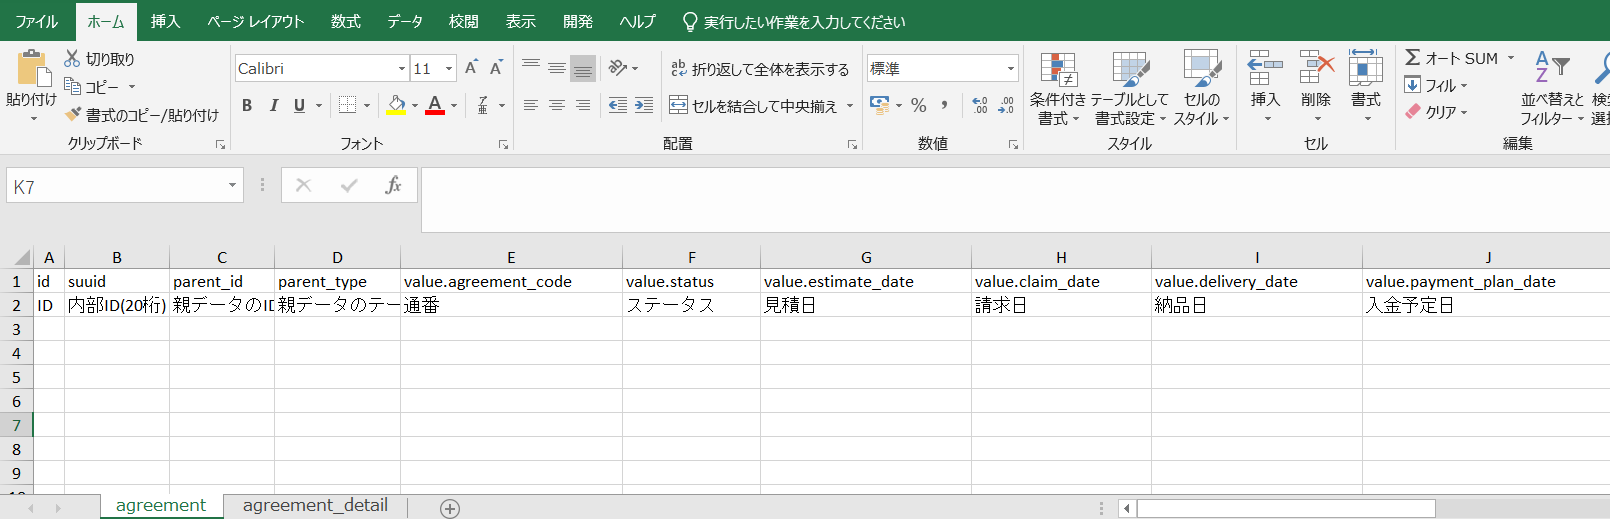 ファイル ホーム 挿入 ページ レイアウト 数式 データ 校閲 表示 開発 ヘルプ 実行したい作業を入力してください
貼り付け
切り取り
コピー
書式のコピー/貼り付け
クリップボード
Calibri 11
B I U A ア亜
フォント
折り返して全体を表示する
セルを結合して中央揃え
配置
標準
% ,
数値
条件付き書式
テーブルとして書式設定
セルのスタイル
スタイル
挿入 削除 書式
セル
Σ オート SUM
フィル
クリア
並べ替えとフィルター
編集
K7 fx
A B C D E F G H I J
1 id suuid parent_id parent_type value.agreement_code value.status value.estimate_date value.claim_date value.delivery_date value.payment_plan_date
2 ID 内部ID(20桁) 親データのID 親データのテー 通番 ステータス 見積日 請求日 納品日 入金予定日
3
4
5
6
7
8
9
agreement agreement_detail